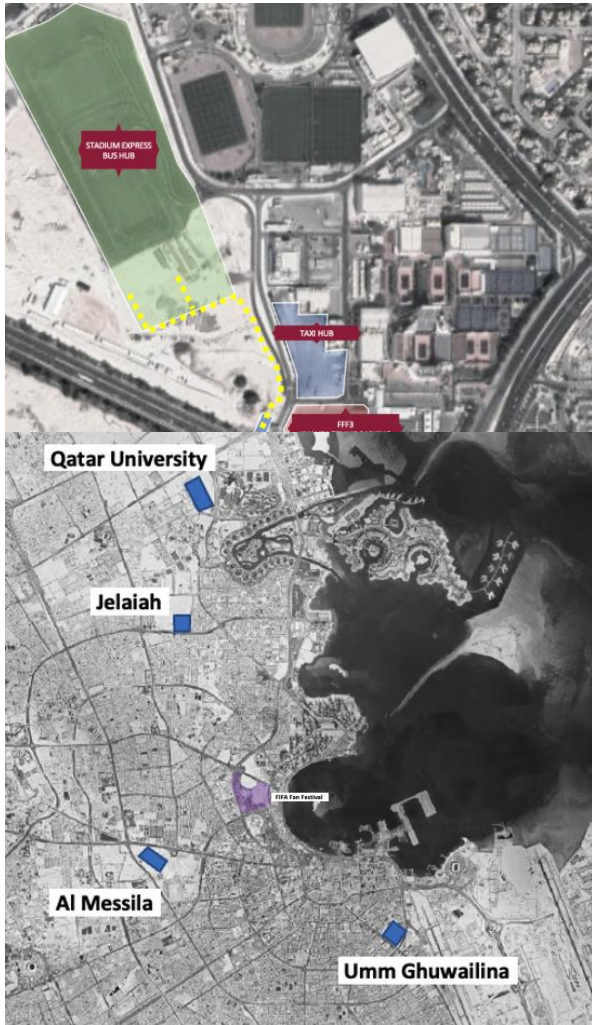 STADIUM EXPRESS
BUS HUB
TAXI HUB
FFF3
Qatar University
Jelaiah
FIFA Fan Festival
Al Messila
Umm Ghuwailina